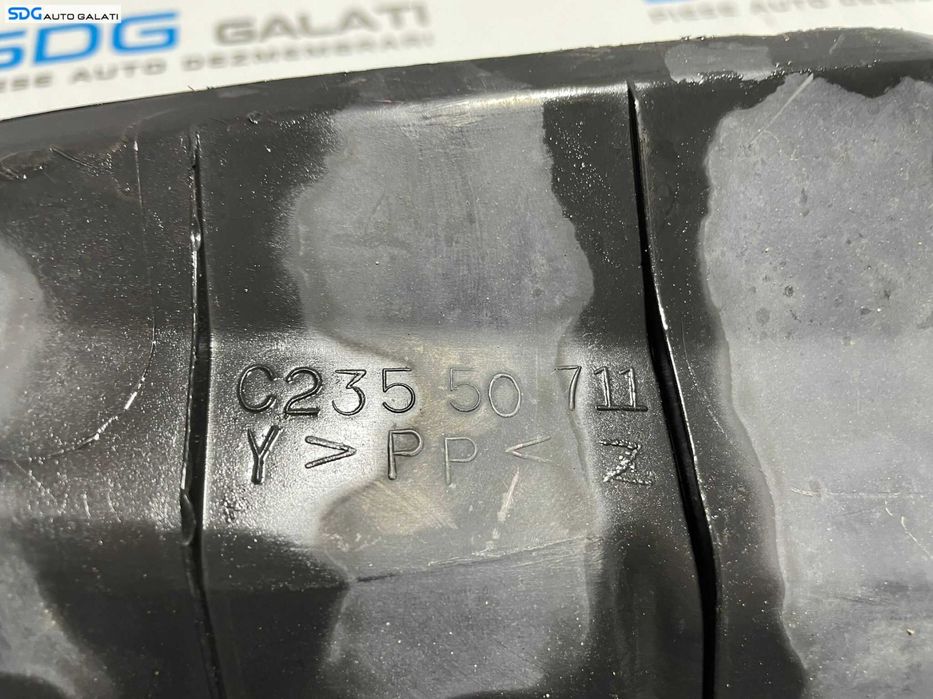 SDG AUTO GALATI
SDG GALATI
PIESE AUTO DEZMEMBRARI
C235 50 711
Y >PP< N